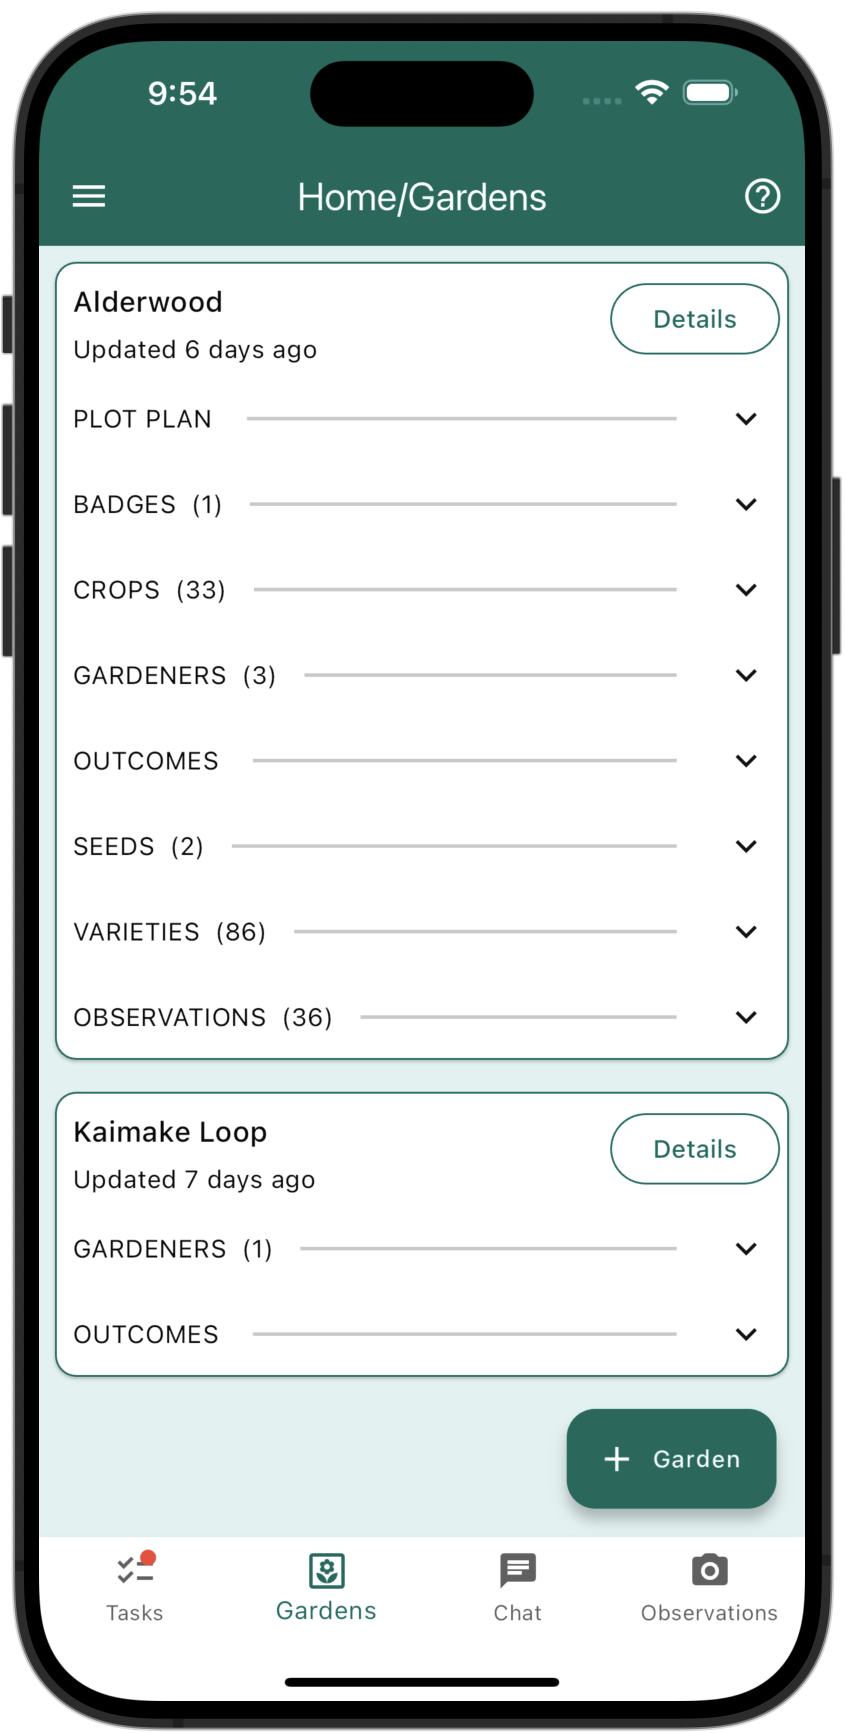 9:54
Home/Gardens
Alderwood
Details
Updated 6 days ago
PLOT PLAN
BADGES (1)
CROPS (33)
GARDENERS (3)
OUTCOMES
SEEDS (2)
VARIETIES (86)
OBSERVATIONS (36)
Kaimake Loop
Details
Updated 7 days ago
GARDENERS (1)
OUTCOMES
+ Garden
Tasks
Gardens
Chat
Observations